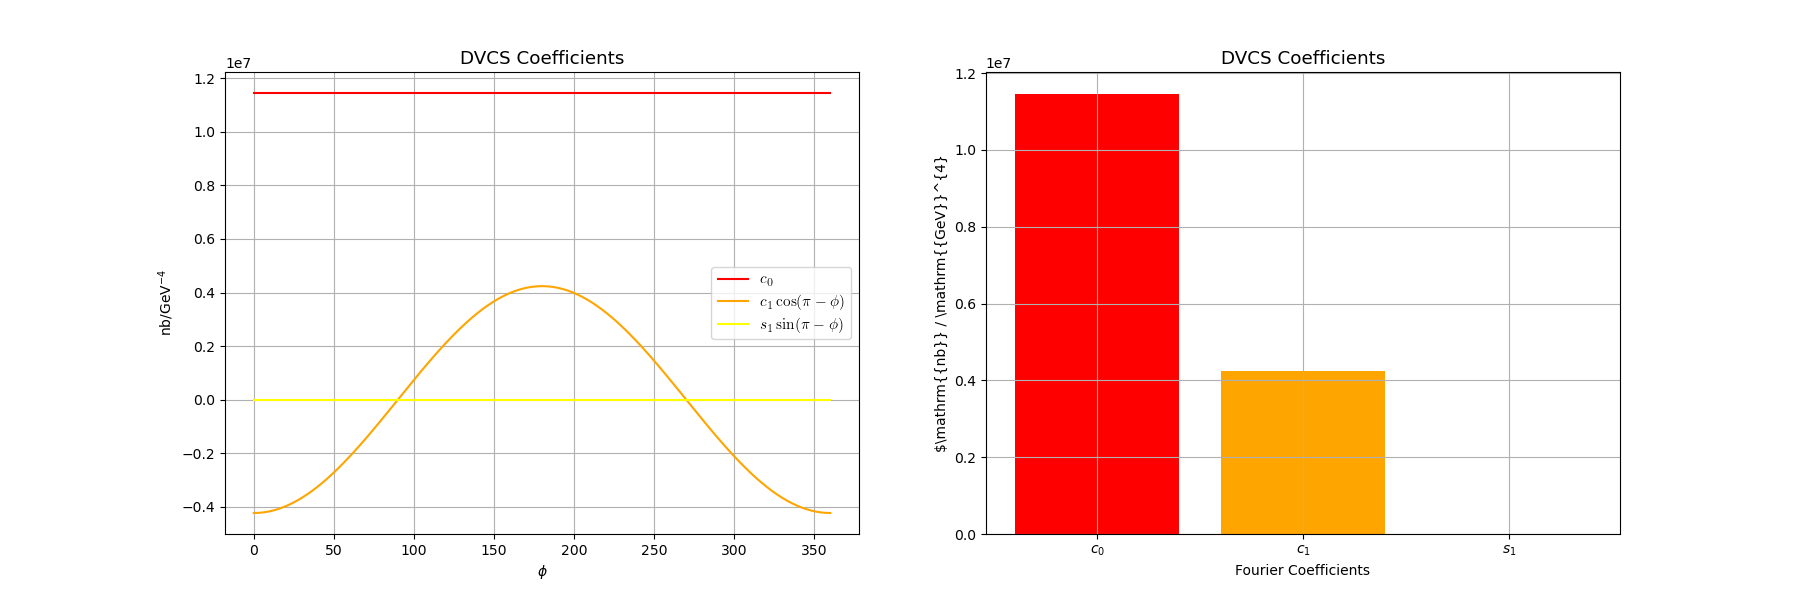 DVCS Coefficients
1e7
1.2
1.0
0.8
0.6
0.4
0.2
0.0
−0.2
−0.4
nb/GeV⁻⁴
c₀
c₁ cos(π − ϕ)
s₁ sin(π − ϕ)
0 50 100 150 200 250 300 350
ϕ
DVCS Coefficients
1e7
1.2
1.0
0.8
0.6
0.4
0.2
0.0
$\mathrm{{nb}} / \mathrm{{GeV}}^{4}
c₀ c₁ s₁
Fourier Coefficients